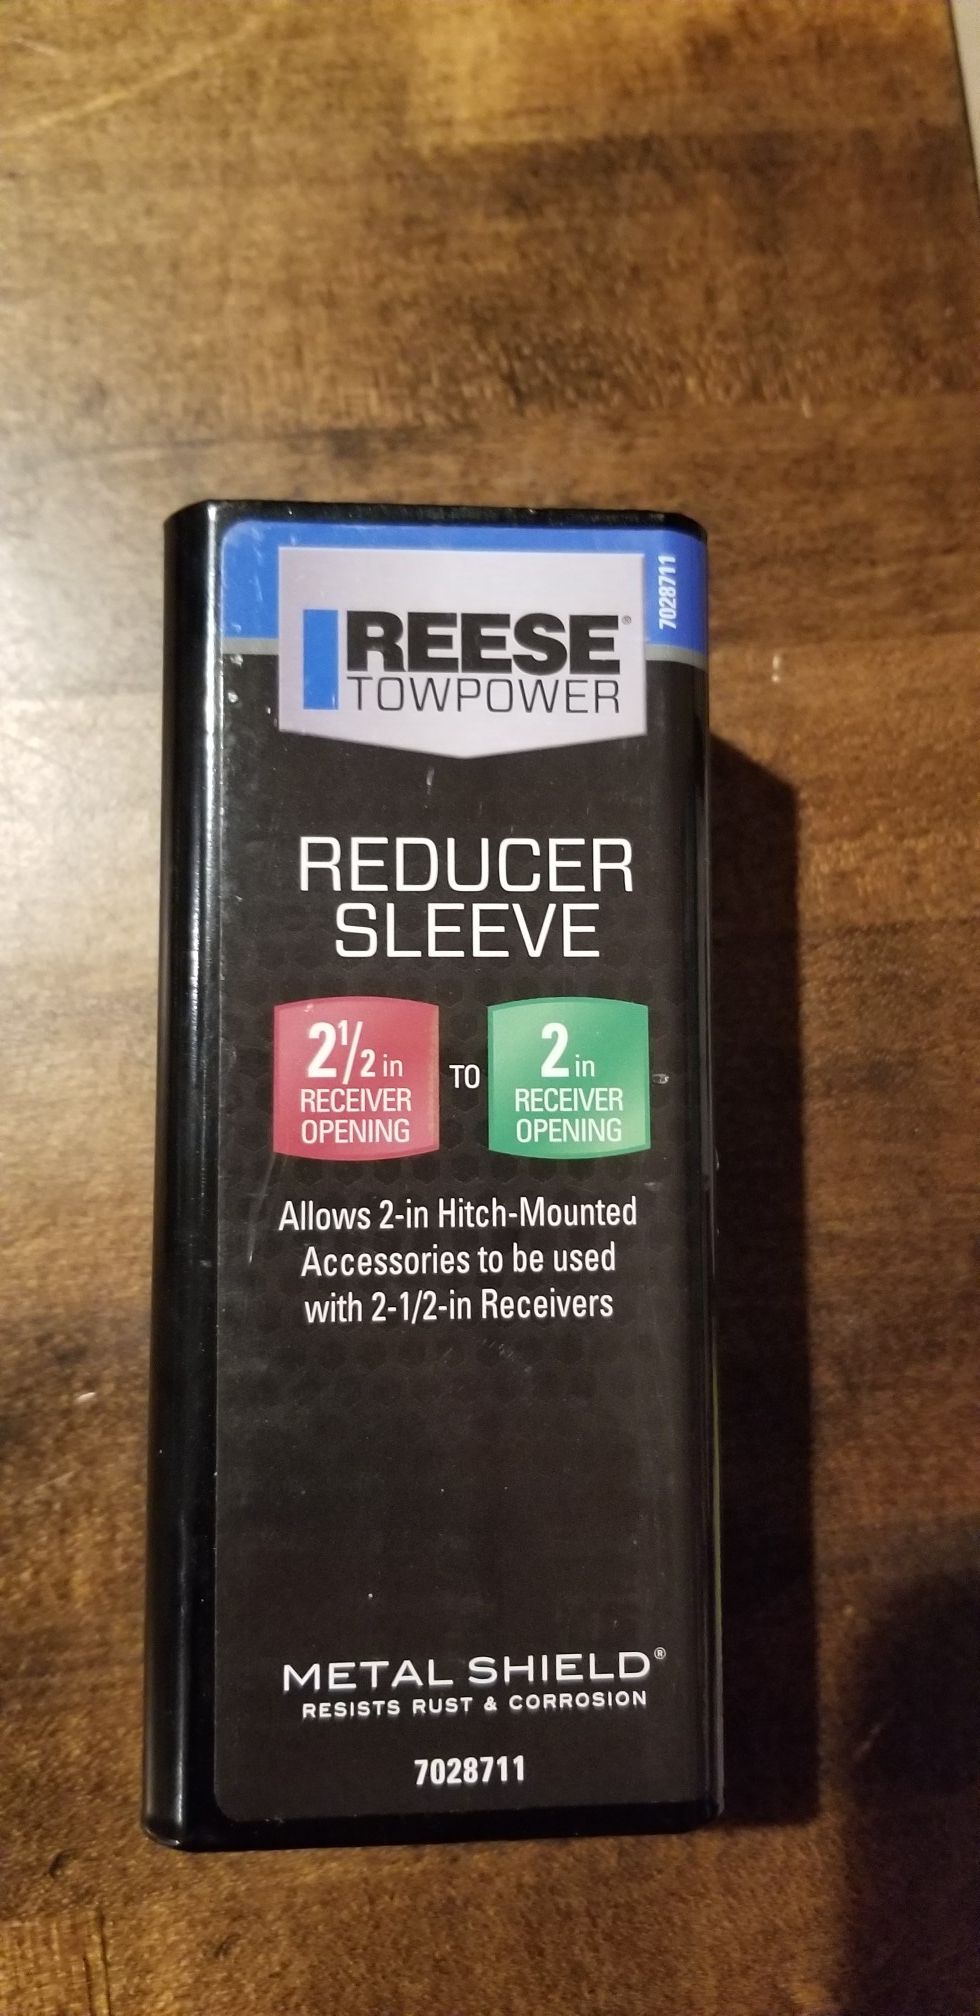 REESE®
TOWPOWER
7028711
REDUCER
SLEEVE
2½ in
RECEIVER
OPENING
TO
2 in
RECEIVER
OPENING
Allows 2-in Hitch-Mounted
Accessories to be used
with 2-1/2-in Receivers
METAL SHIELD®
RESISTS RUST & CORROSION
7028711